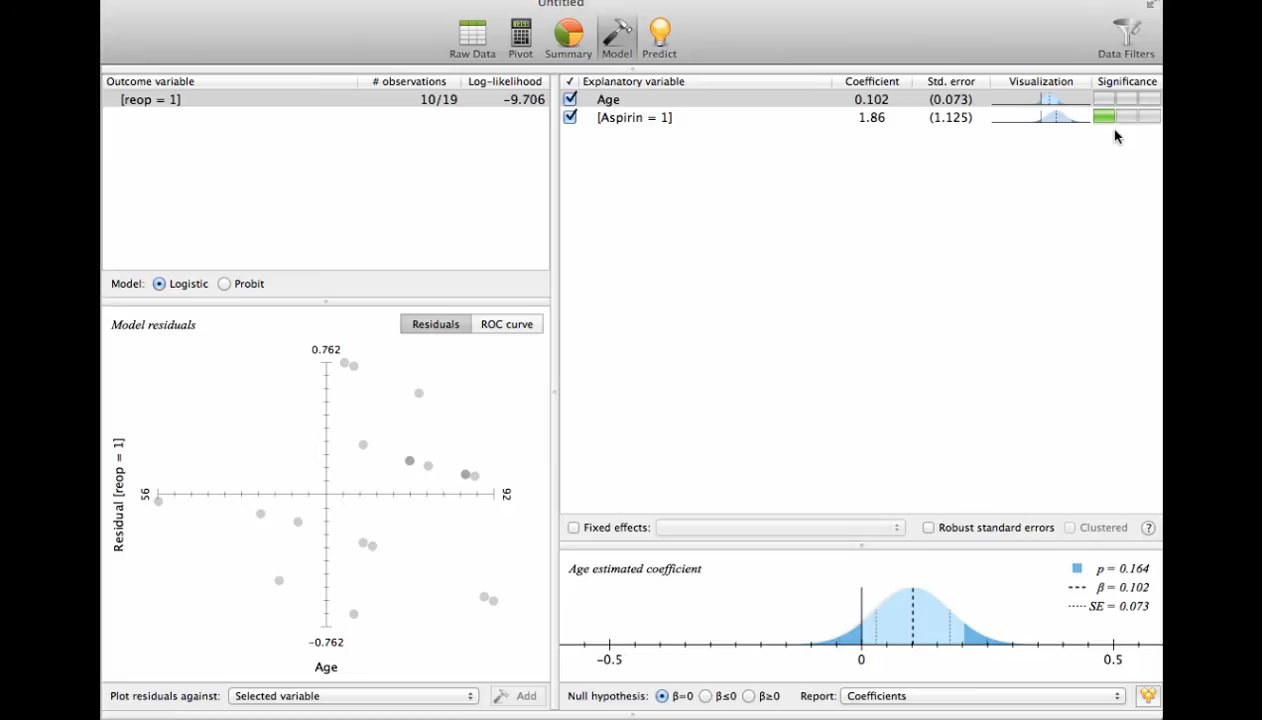 Untitled
Raw Data
Pivot
Summary
Model
Predict
Data Filters
Outcome variable # observations Log-likelihood
[reop = 1] 10/19 -9.706
✓ Explanatory variable Coefficient Std. error Visualization Significance
Age 0.102 (0.073)
[Aspirin = 1] 1.86 (1.125)
Model: Logistic Probit
Model residuals
Residuals ROC curve
0.762
Residual [reop = 1]
56
92
-0.762
Age
Plot residuals against: Selected variable Add
Fixed effects: Robust standard errors Clustered ?
Age estimated coefficient
p = 0.164
β = 0.102
SE = 0.073
-0.5 0 0.5
Null hypothesis: β=0 β≤0 β≥0 Report: Coefficients